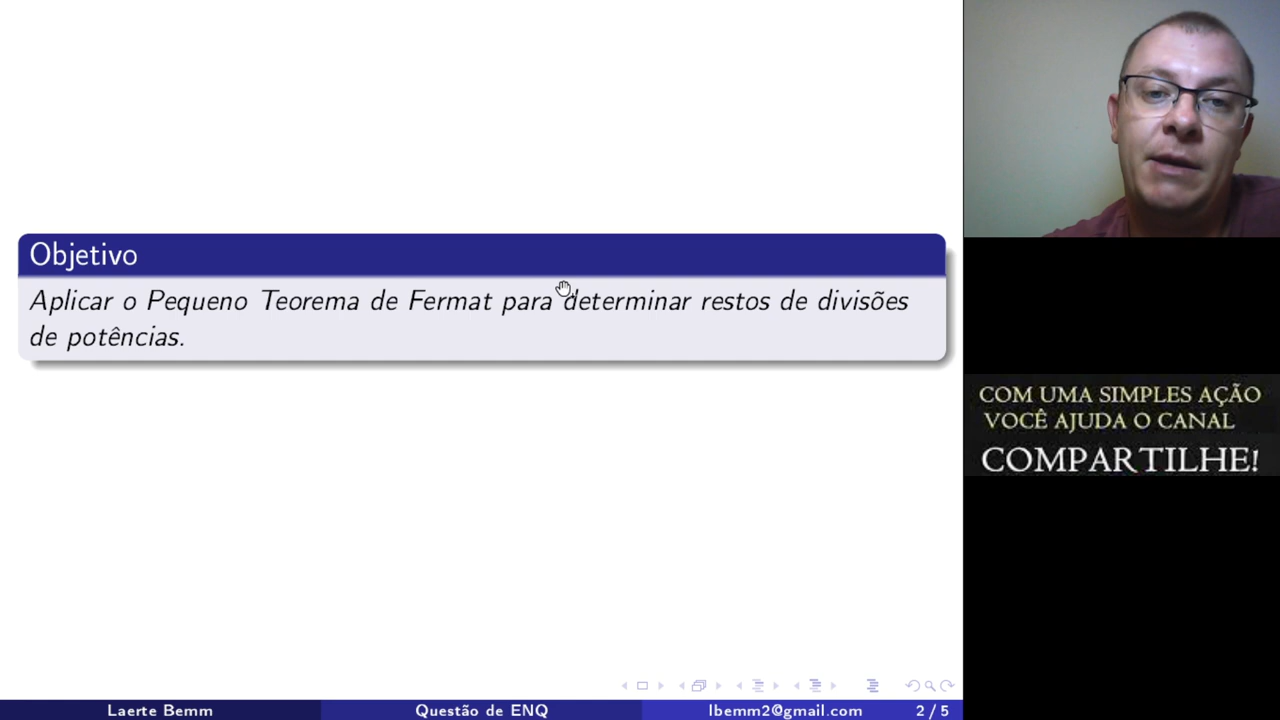 Objetivo
Aplicar o Pequeno Teorema de Fermat para determinar restos de divisões
de potências.
COM UMA SIMPLES AÇÃO
VOCÊ AJUDA O CANAL
COMPARTILHE!
Laerte Bemm
Questão de ENQ
lbemm2@gmail.com
2 / 5